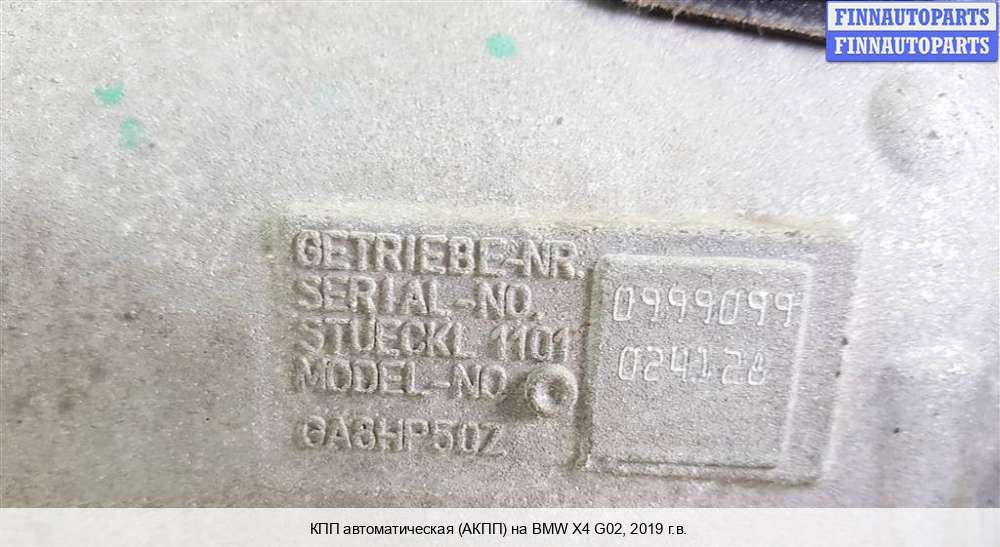 FINNAUTOPARTS
FINNAUTOPARTS
GETRIEBE-NR.
SERIAL-NO.
STUECKL 1101
MODEL-NO
GA8HP50Z
0999099
024128
КПП автоматическая (АКПП) на BMW X4 G02, 2019 г.в.